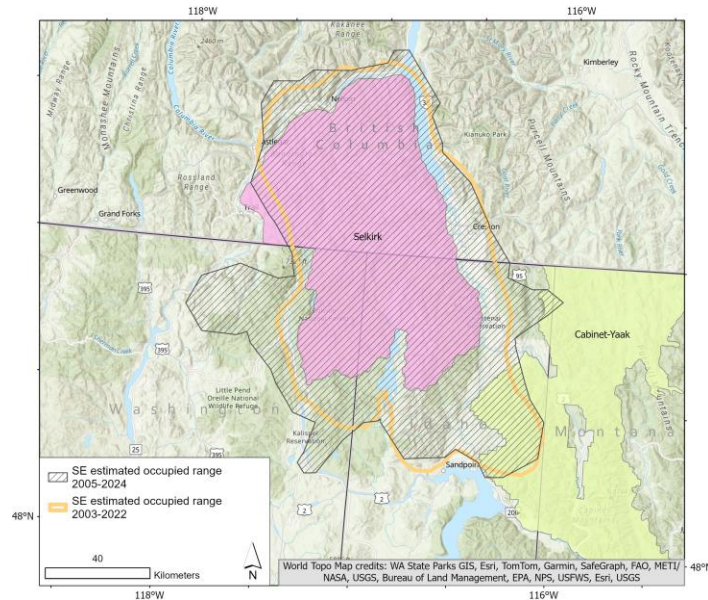 118°W
116°W
Kokanee
Range
2460 m
Columbia River
Midway Range
Monashee Mountains
Christina Range
Kimberley
Rocky Mountain Trench
Purcell Mountains
Kianuko Park
British
Columbia
Columbia River
Rossland
Range
Greenwood
Grand Forks
Selkirk
3
95
395
Cabinet-Yaak
395
Little Pend
Oreille National
Wildlife Refuge
Washington
Idaho
Montana
Kalispel
Reservation
25
Sandpoint
2
2
200
48°N
48°N
SE estimated occupied range
2005-2024
SE estimated occupied range
2003-2022
40
Kilometers
N
World Topo Map credits: WA State Parks GIS, Esri, TomTom, Garmin, SafeGraph, FAO, METI/
NASA, USGS, Bureau of Land Management, EPA, NPS, USFWS, Esri, USGS
118°W
116°W